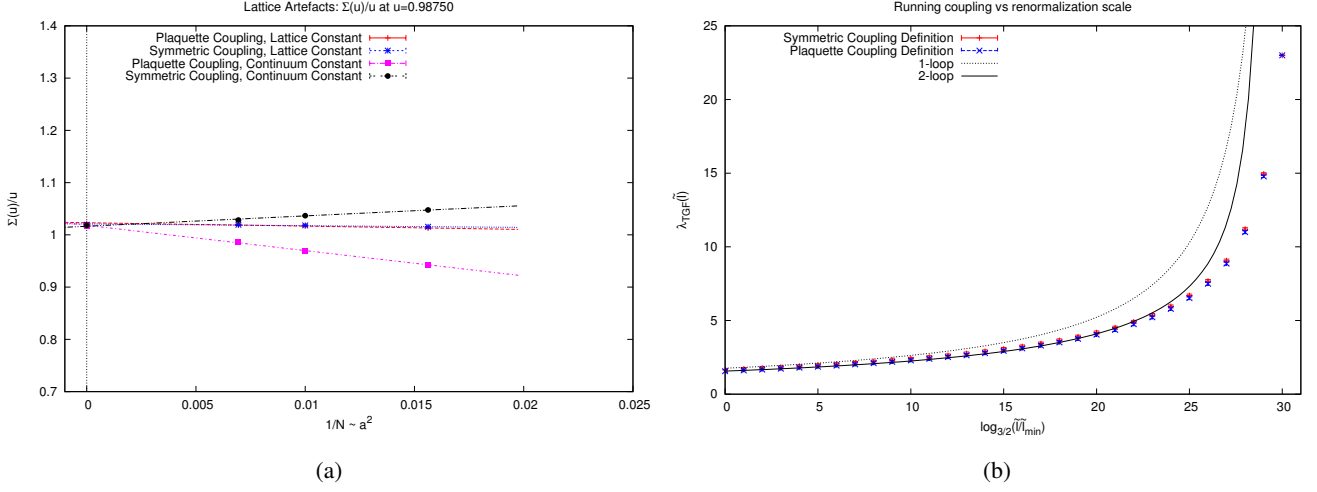 Lattice Artefacts: Σ(u)/u at u=0.98750
1.4
1.3
1.2
1.1
1
0.9
0.8
0.7
Σ(u)/u
Plaquette Coupling, Lattice Constant
Symmetric Coupling, Lattice Constant
Plaquette Coupling, Continuum Constant
Symmetric Coupling, Continuum Constant
0 0.005 0.01 0.015 0.02 0.025
1/N ~ a²
(a)
Running coupling vs renormalization scale
25
20
15
10
5
0
λ_TGF(l̃)
Symmetric Coupling Definition
Plaquette Coupling Definition
1-loop
2-loop
0 5 10 15 20 25 30
log_3/2(l̃/l̃_min)
(b)